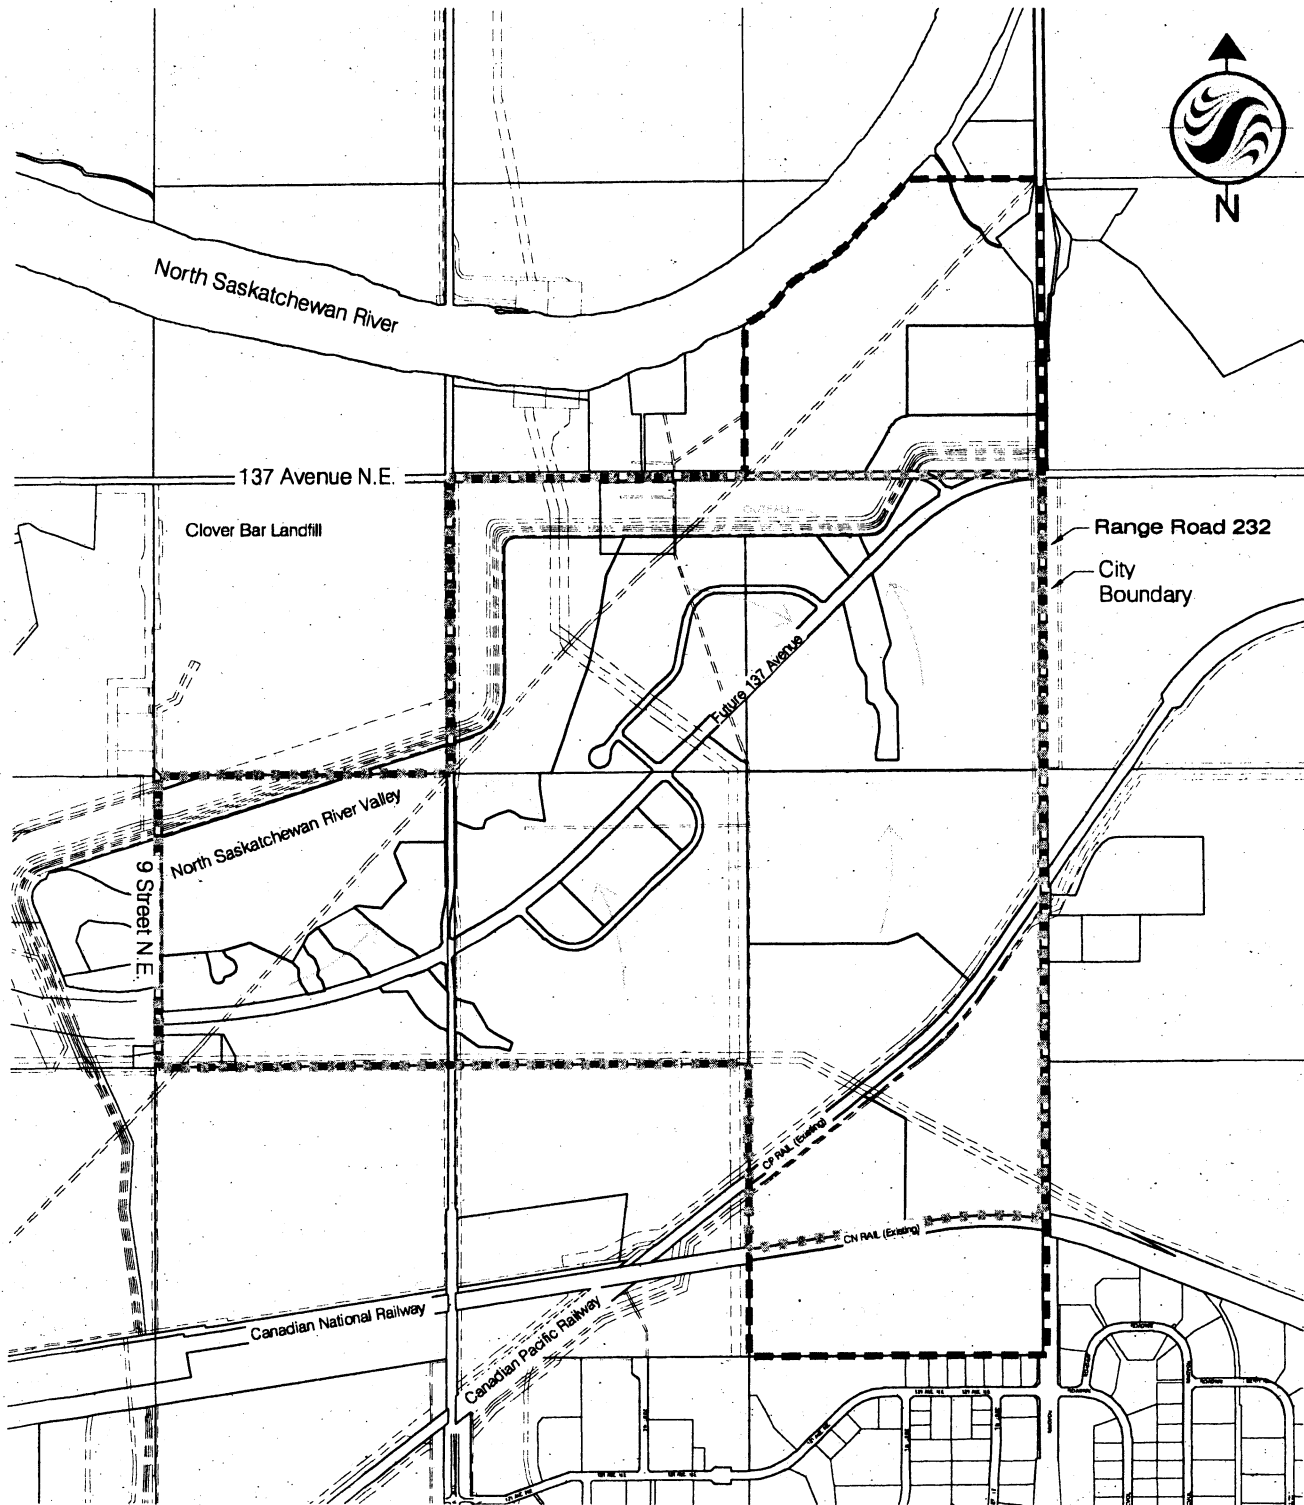 N
North Saskatchewan River
137 Avenue N.E.
Clover Bar Landfill
OUTFALL
Range Road 232
City
Boundary
Future 137 Avenue
North Saskatchewan River Valley
9 Street N.E.
CP RAIL (Existing)
CN RAIL (Existing)
Canadian National Railway
Canadian Pacific Railway